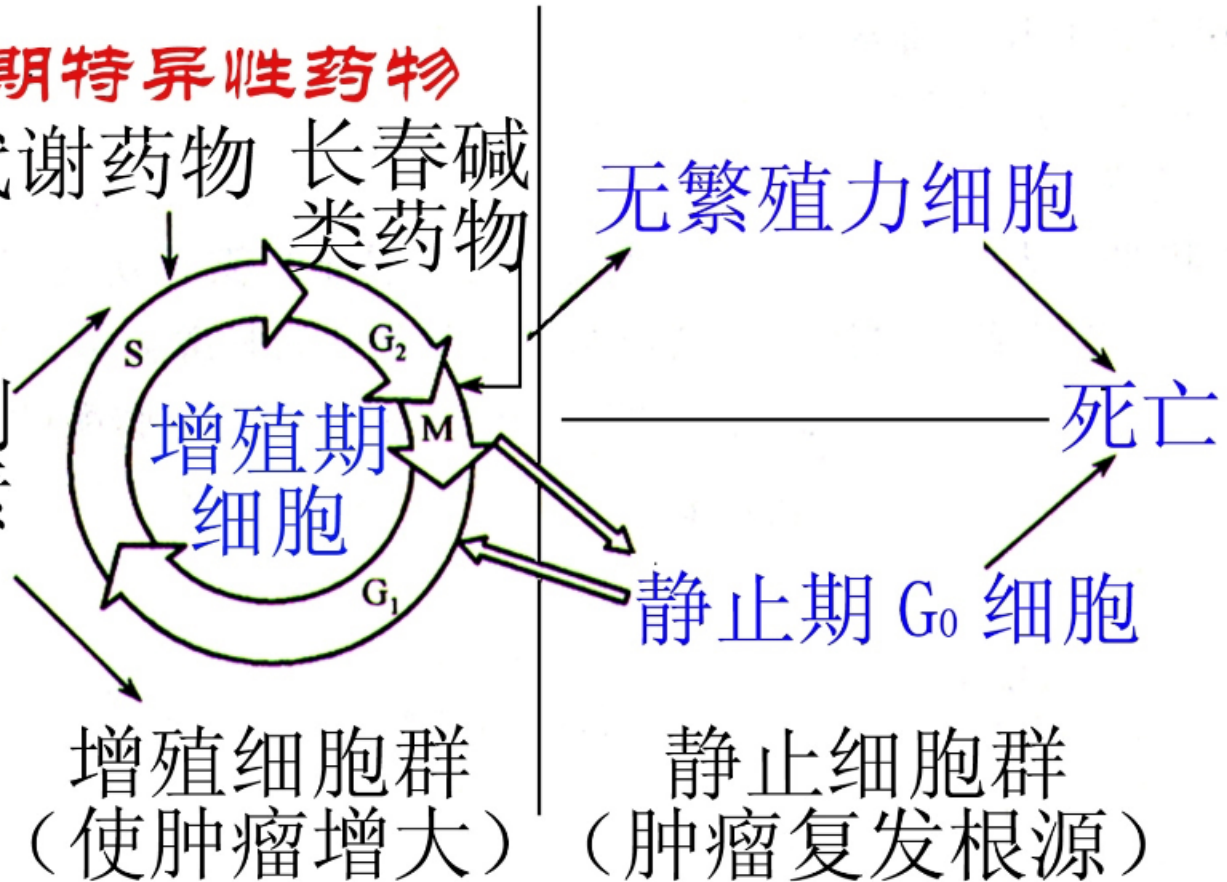 期特异性药物
谢药物
长春碱
类药物
无繁殖力细胞
S
G₂
M
增殖期
细胞
死亡
G₁
静止期 G₀ 细胞
增殖细胞群
（使肿瘤增大）
静止细胞群
（肿瘤复发根源）